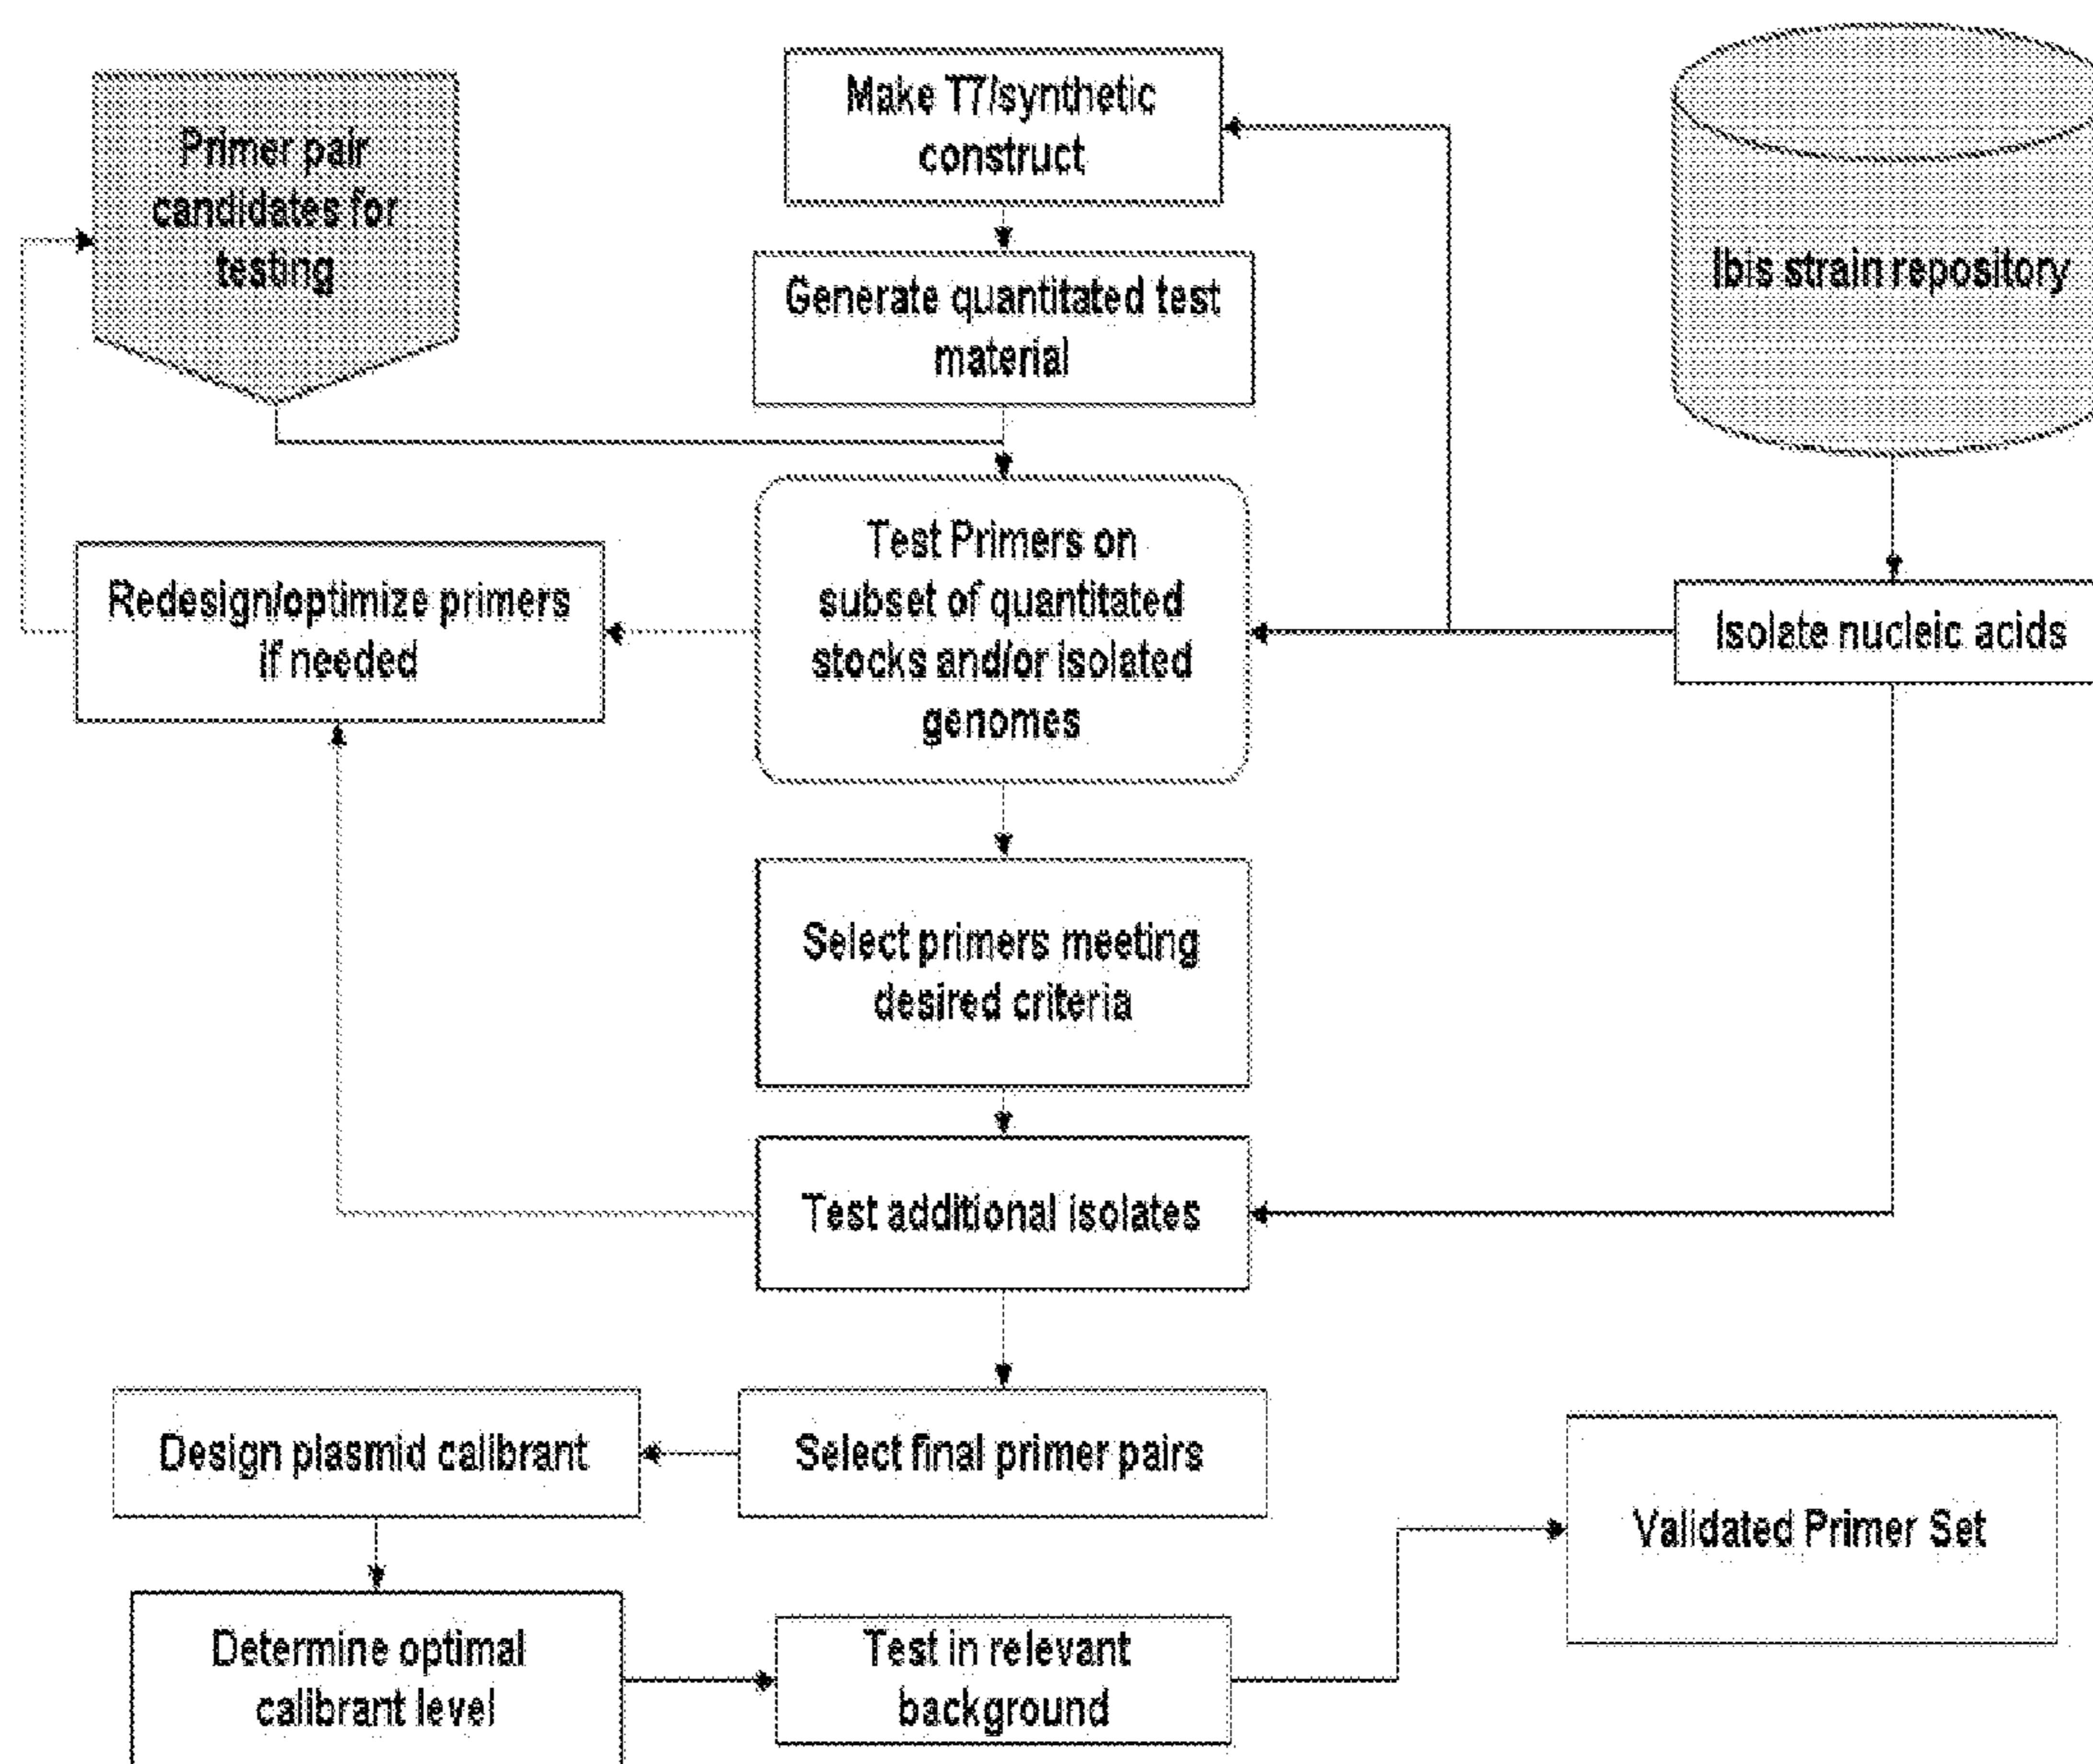 Primer pair
candidates for
testing
Make T7/synthetic
construct
Generate quantitated test
material
Ibis strain repository
Redesign/optimize primers
if needed
Test Primers on
subset of quantitated
stocks and/or isolated
genomes
Isolate nucleic acids
Select primers meeting
desired criteria
Test additional isolates
Design plasmid calibrant
Select final primer pairs
Validated Primer Set
Determine optimal
calibrant level
Test in relevant
background